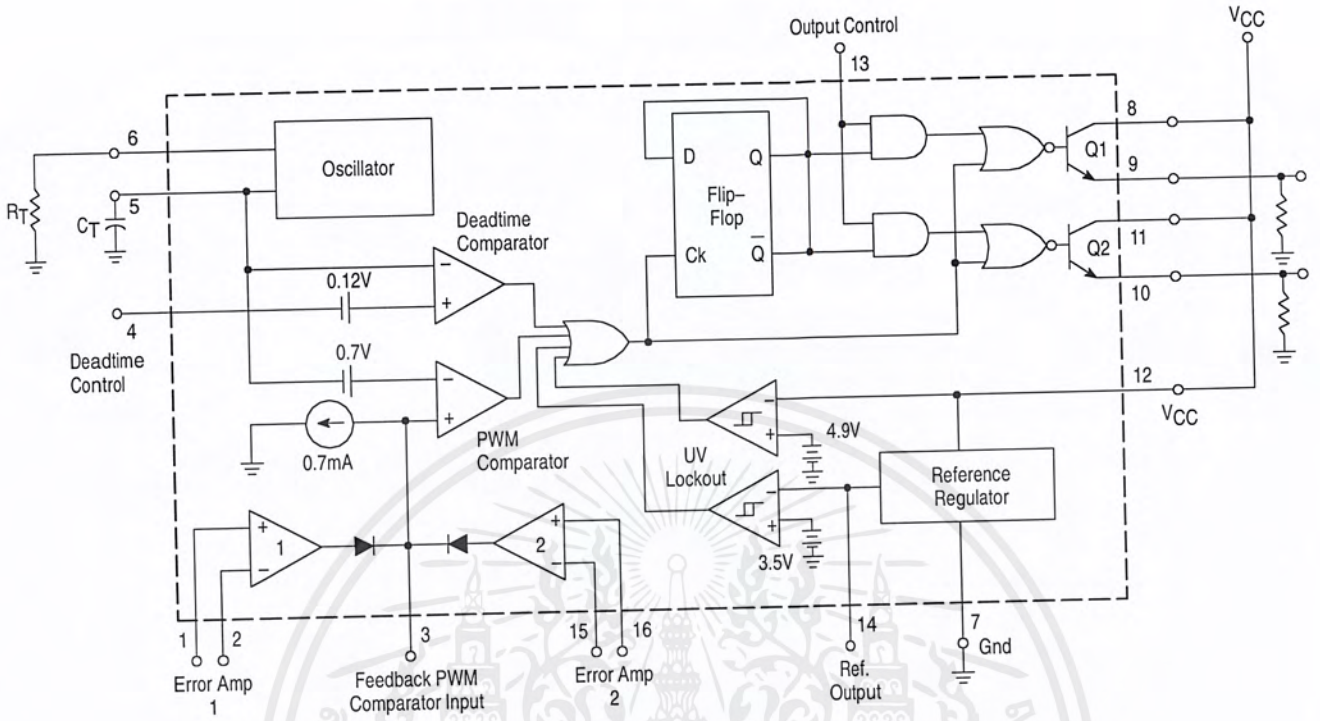 Output Control
13
VCC
6
Oscillator
RT
5
CT
Deadtime
Comparator
0.12V
4
Deadtime
Control
0.7V
0.7mA
PWM
Comparator
D
Q
Flip–
Flop
Ck
Q
8
Q1
9
11
Q2
10
12
VCC
4.9V
UV
Lockout
3.5V
Reference
Regulator
+
1
–
+
2
–
1
2
3
15
16
14
7
Gnd
Error Amp
1
Feedback PWM
Comparator Input
Error Amp
2
Ref.
Output
–
+
–
+
–
+
–
+